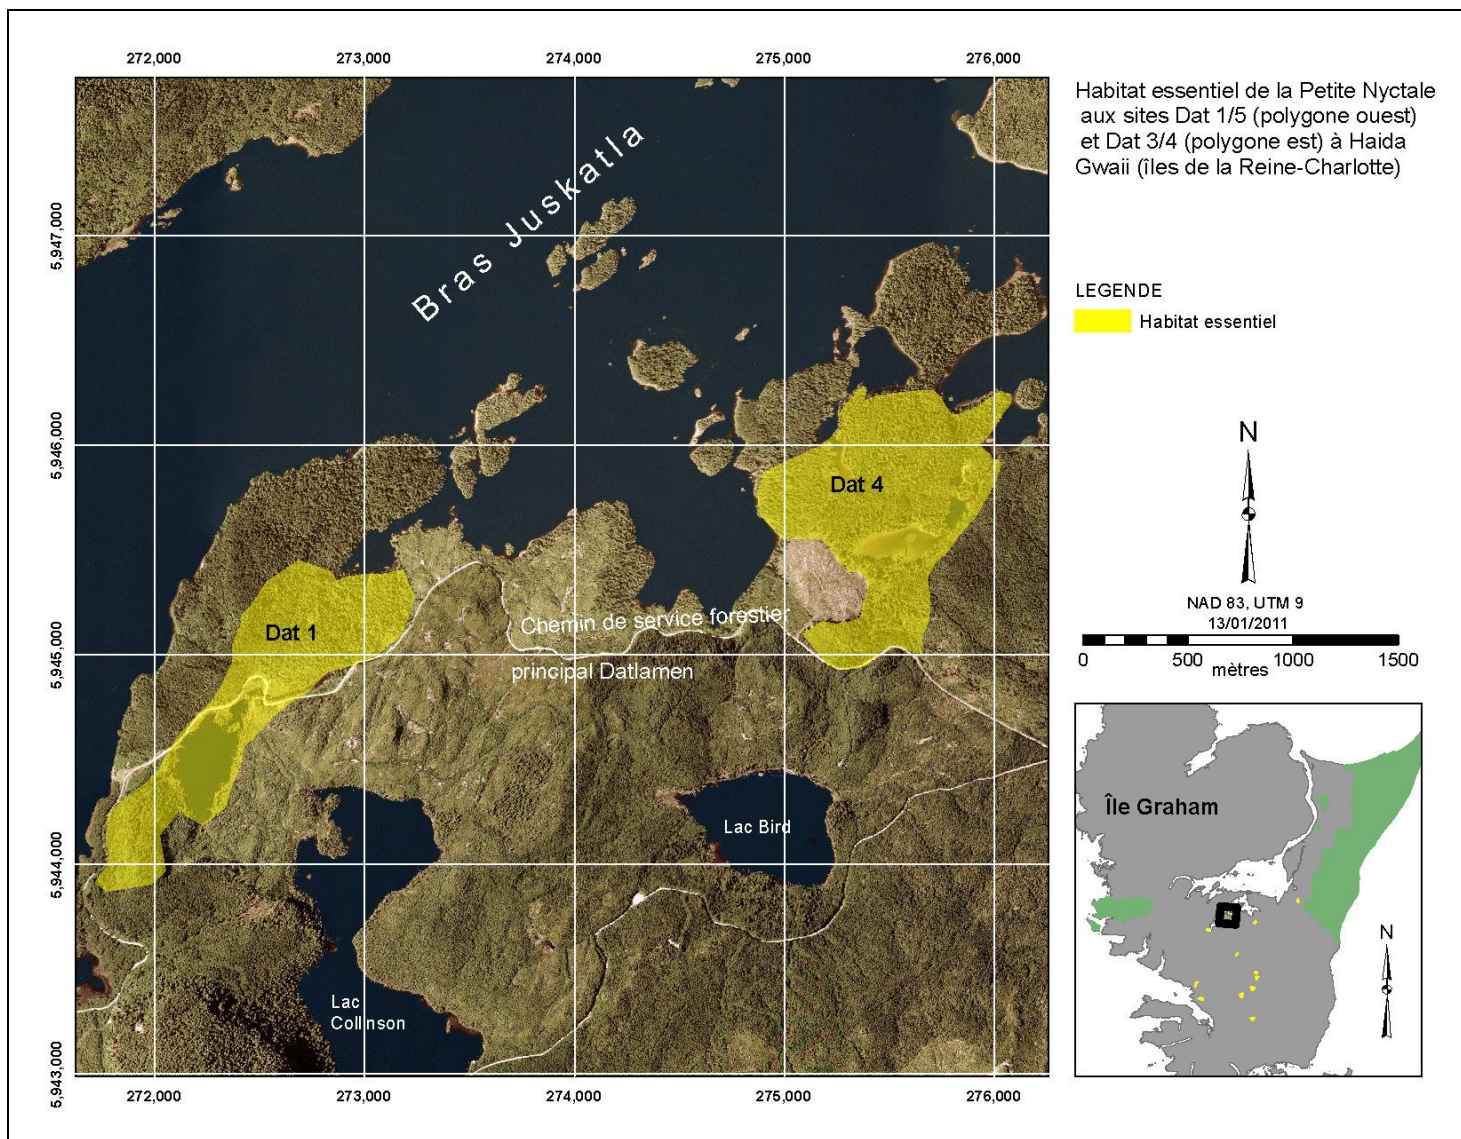 272,000 273,000 274,000 275,000 276,000
Habitat essentiel de la Petite Nyctale
aux sites Dat 1/5 (polygone ouest)
et Dat 3/4 (polygone est) à Haida
Gwaii (îles de la Reine-Charlotte)
LEGENDE
Habitat essentiel
N
NAD 83, UTM 9
13/01/2011
0 500 1000 1500
mètres
Île Graham
N
5,947,000
5,946,000
5,945,000
5,944,000
5,943,000
Bras Juskatla
Dat 4
Dat 1
Chemin de service forestier
principal Datlamen
Lac Bird
Lac
Collinson
272,000 273,000 274,000 275,000 276,000